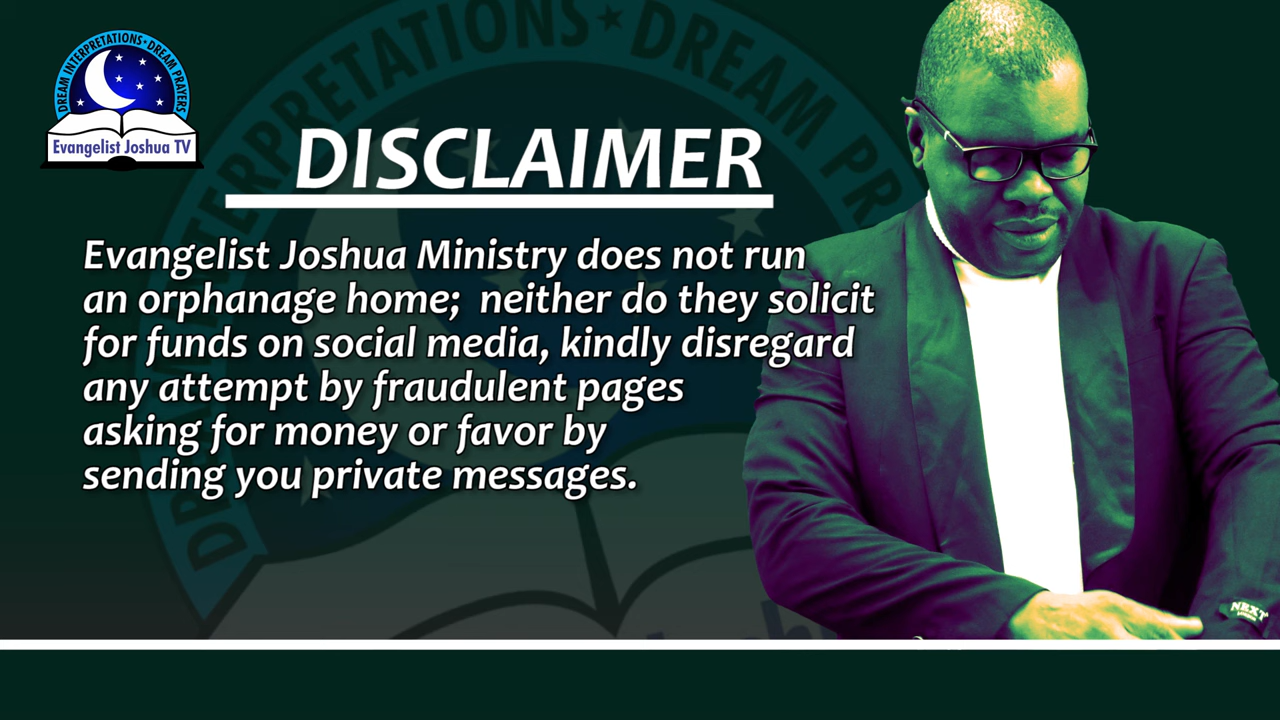 DREAM INTERPRETATIONS • DREAM PRAYERS
Evangelist Joshua TV
DISCLAIMER
Evangelist Joshua Ministry does not run
an orphanage home; neither do they solicit
for funds on social media, kindly disregard
any attempt by fraudulent pages
asking for money or favor by
sending you private messages.
NRXT